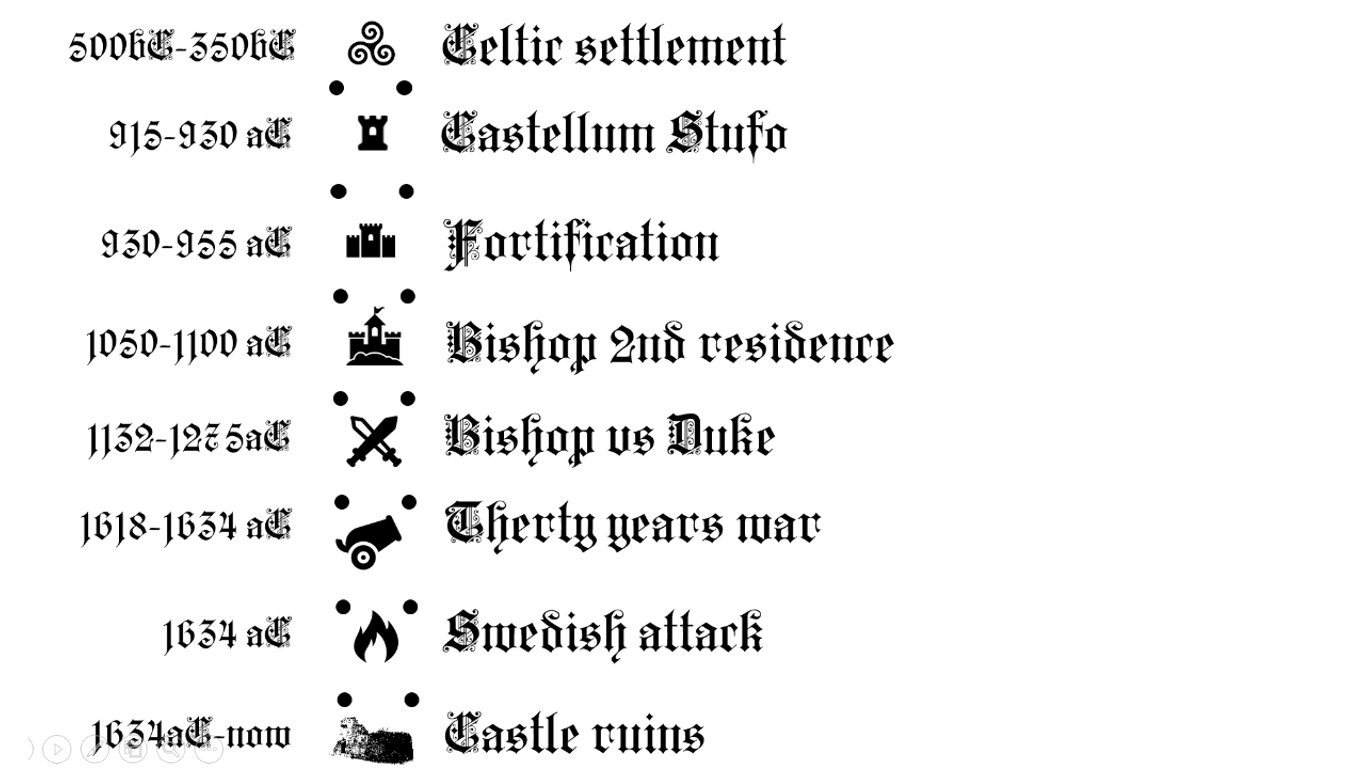 500bC-350bC Celtic settlement
915-930 aC Castellum Stufo
930-955 aC Fortification
1050-1100 aC Bishop 2nd residence
1132-1275aC Bishop vs Duke
1618-1634 aC Therty years war
1634 aC Swedish attack
1634aC-now Castle ruins